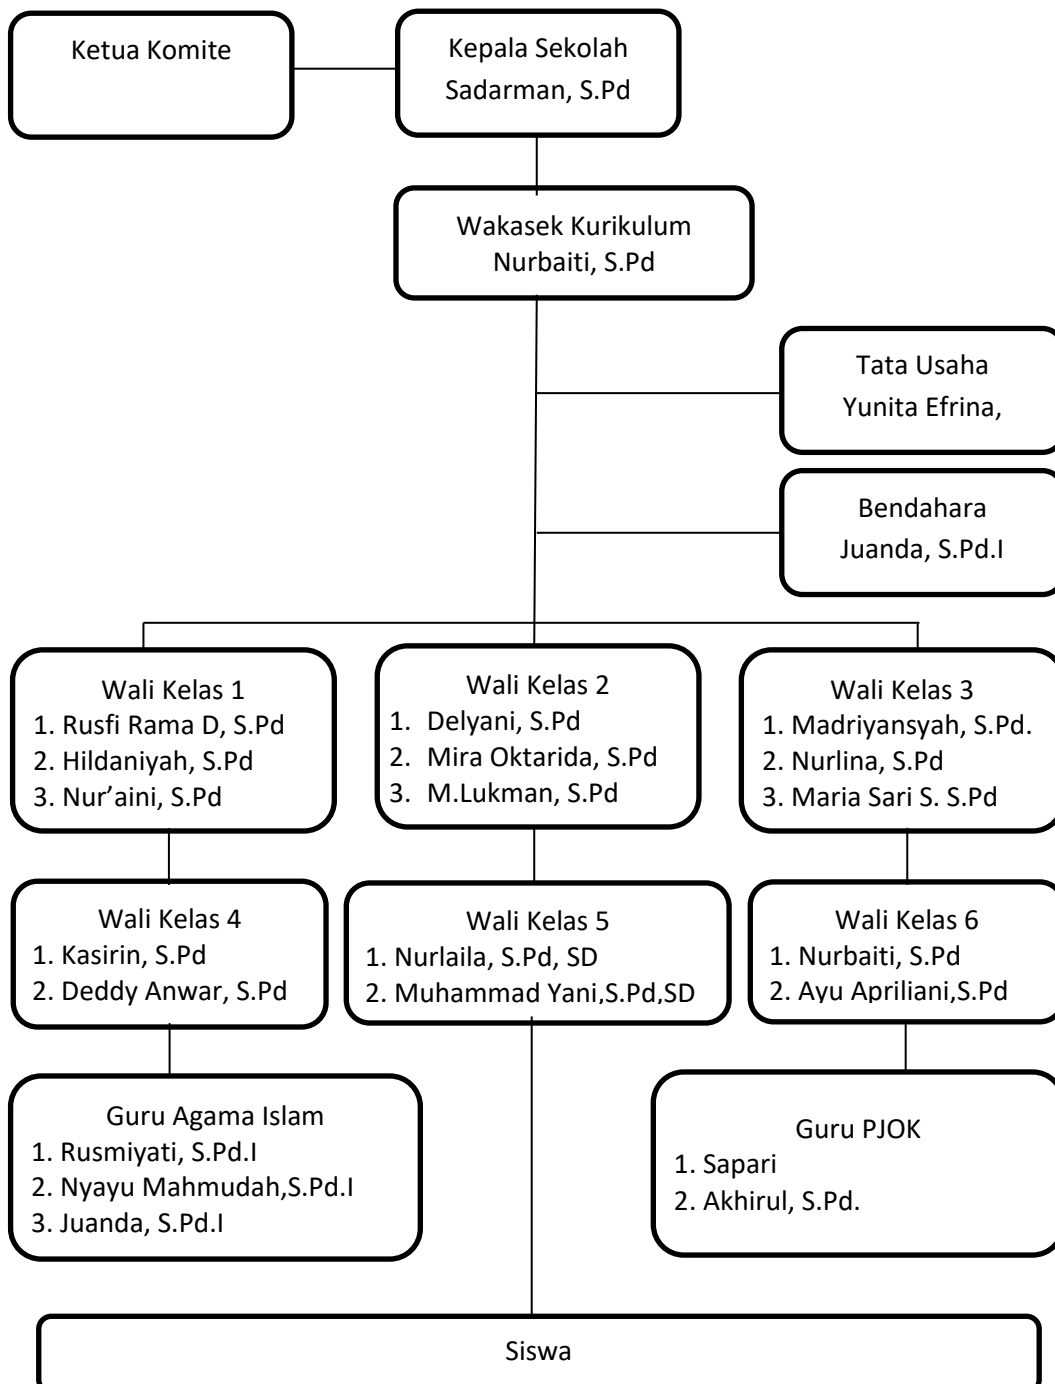 Ketua Komite
Kepala Sekolah
Sadarman, S.Pd
Wakasek Kurikulum
Nurbaiti, S.Pd
Tata Usaha
Yunita Efrina,
Bendahara
Juanda, S.Pd.I
Wali Kelas 1
1. Rusfi Rama D, S.Pd
2. Hildaniyah, S.Pd
3. Nur’aini, S.Pd
Wali Kelas 2
1. Delyani, S.Pd
2. Mira Oktarida, S.Pd
3. M.Lukman, S.Pd
Wali Kelas 3
1. Madriyansyah, S.Pd.
2. Nurlina, S.Pd
3. Maria Sari S. S.Pd
Wali Kelas 4
1. Kasirin, S.Pd
2. Deddy Anwar, S.Pd
Wali Kelas 5
1. Nurlaila, S.Pd, SD
2. Muhammad Yani,S.Pd,SD
Wali Kelas 6
1. Nurbaiti, S.Pd
2. Ayu Apriliani,S.Pd
Guru Agama Islam
1. Rusmiyati, S.Pd.I
2. Nyayu Mahmudah,S.Pd.I
3. Juanda, S.Pd.I
Guru PJOK
1. Sapari
2. Akhirul, S.Pd.
Siswa